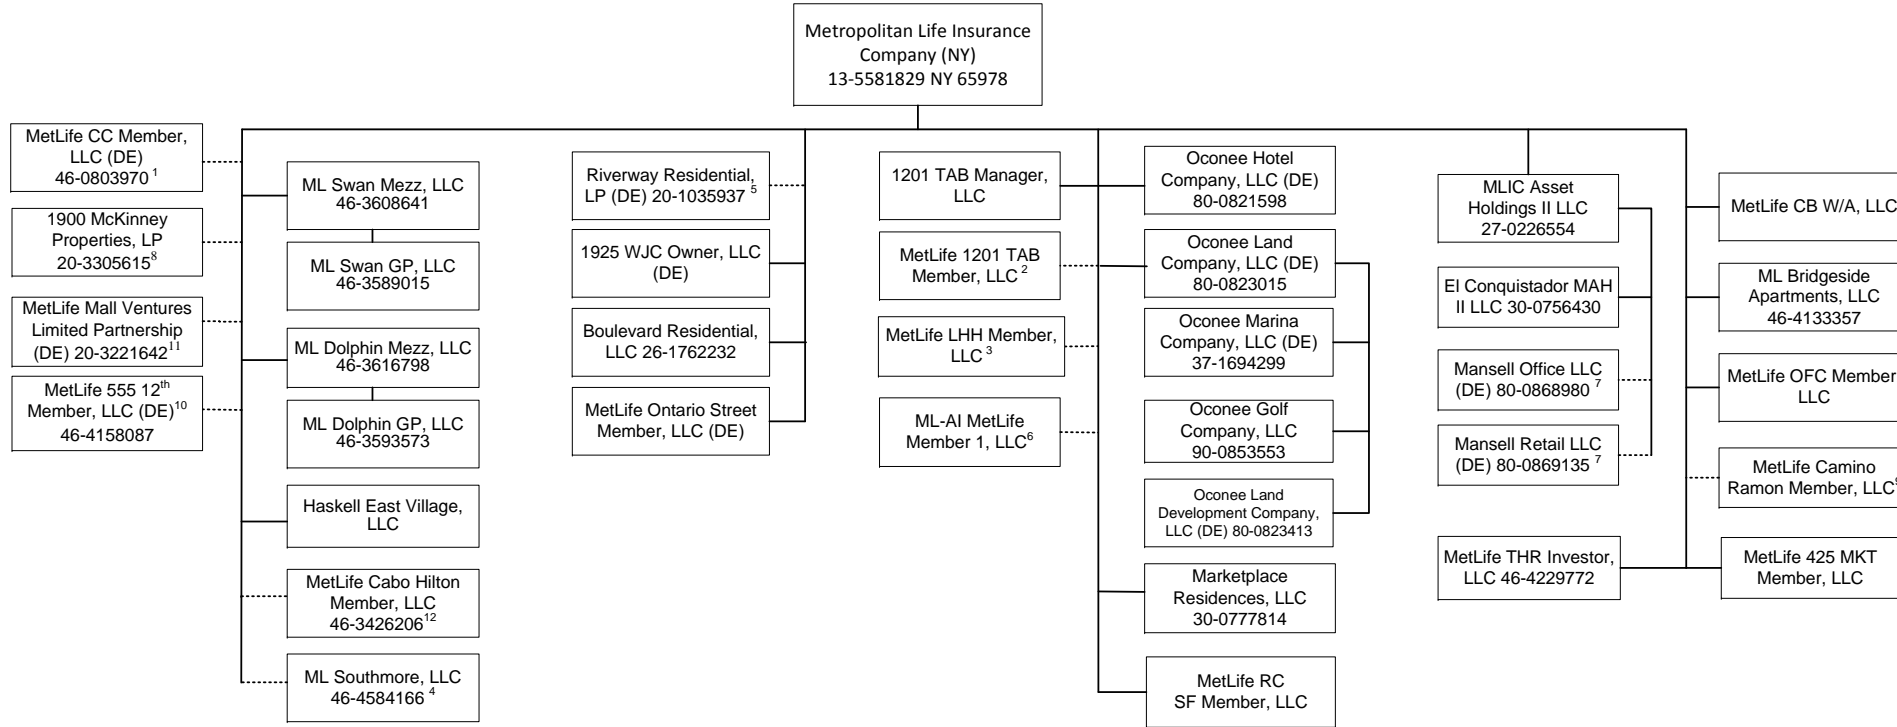 Metropolitan Life Insurance
Company (NY)
13-5581829 NY 65978
MetLife CC Member,
LLC (DE)
46-0803970 1
1900 McKinney
Properties, LP
20-3305615 8
MetLife Mall Ventures
Limited Partnership
(DE) 20-3221642 11
MetLife 555 12th
Member, LLC (DE) 10
46-4158087
ML Swan Mezz, LLC
46-3608641
ML Swan GP, LLC
46-3589015
ML Dolphin Mezz, LLC
46-3616798
ML Dolphin GP, LLC
46-3593573
Haskell East Village,
LLC
MetLife Cabo Hilton
Member, LLC
46-3426206 12
ML Southmore, LLC
46-4584166 4
Riverway Residential,
LP (DE) 20-1035937 5
1925 WJC Owner, LLC
(DE)
Boulevard Residential,
LLC 26-1762232
MetLife Ontario Street
Member, LLC (DE)
1201 TAB Manager,
LLC
MetLife 1201 TAB
Member, LLC 2
MetLife LHH Member,
LLC 3
ML-AI MetLife
Member 1, LLC 6
Oconee Hotel
Company, LLC (DE)
80-0821598
Oconee Land
Company, LLC (DE)
80-0823015
Oconee Marina
Company, LLC (DE)
37-1694299
Oconee Golf
Company, LLC
90-0853553
Oconee Land
Development Company,
LLC (DE) 80-0823413
Marketplace
Residences, LLC
30-0777814
MetLife RC
SF Member, LLC
MLIC Asset
Holdings II LLC
27-0226554
El Conquistador MAH
II LLC 30-0756430
Mansell Office LLC
(DE) 80-0868980 7
Mansell Retail LLC
(DE) 80-0869135 7
MetLife THR Investor,
LLC 46-4229772
MetLife CB W/A, LLC
ML Bridgeside
Apartments, LLC
46-4133357
MetLife OFC Member
LLC
MetLife Camino
Ramon Member, LLC 9
MetLife 425 MKT
Member, LLC